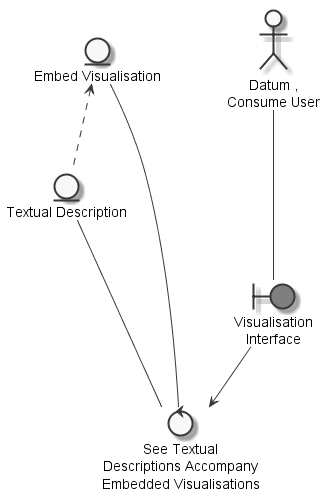 Embed Visualisation
Datum ,
Consume User
Textual Description
Visualisation
Interface
See Textual
Descriptions Accompany
Embedded Visualisations